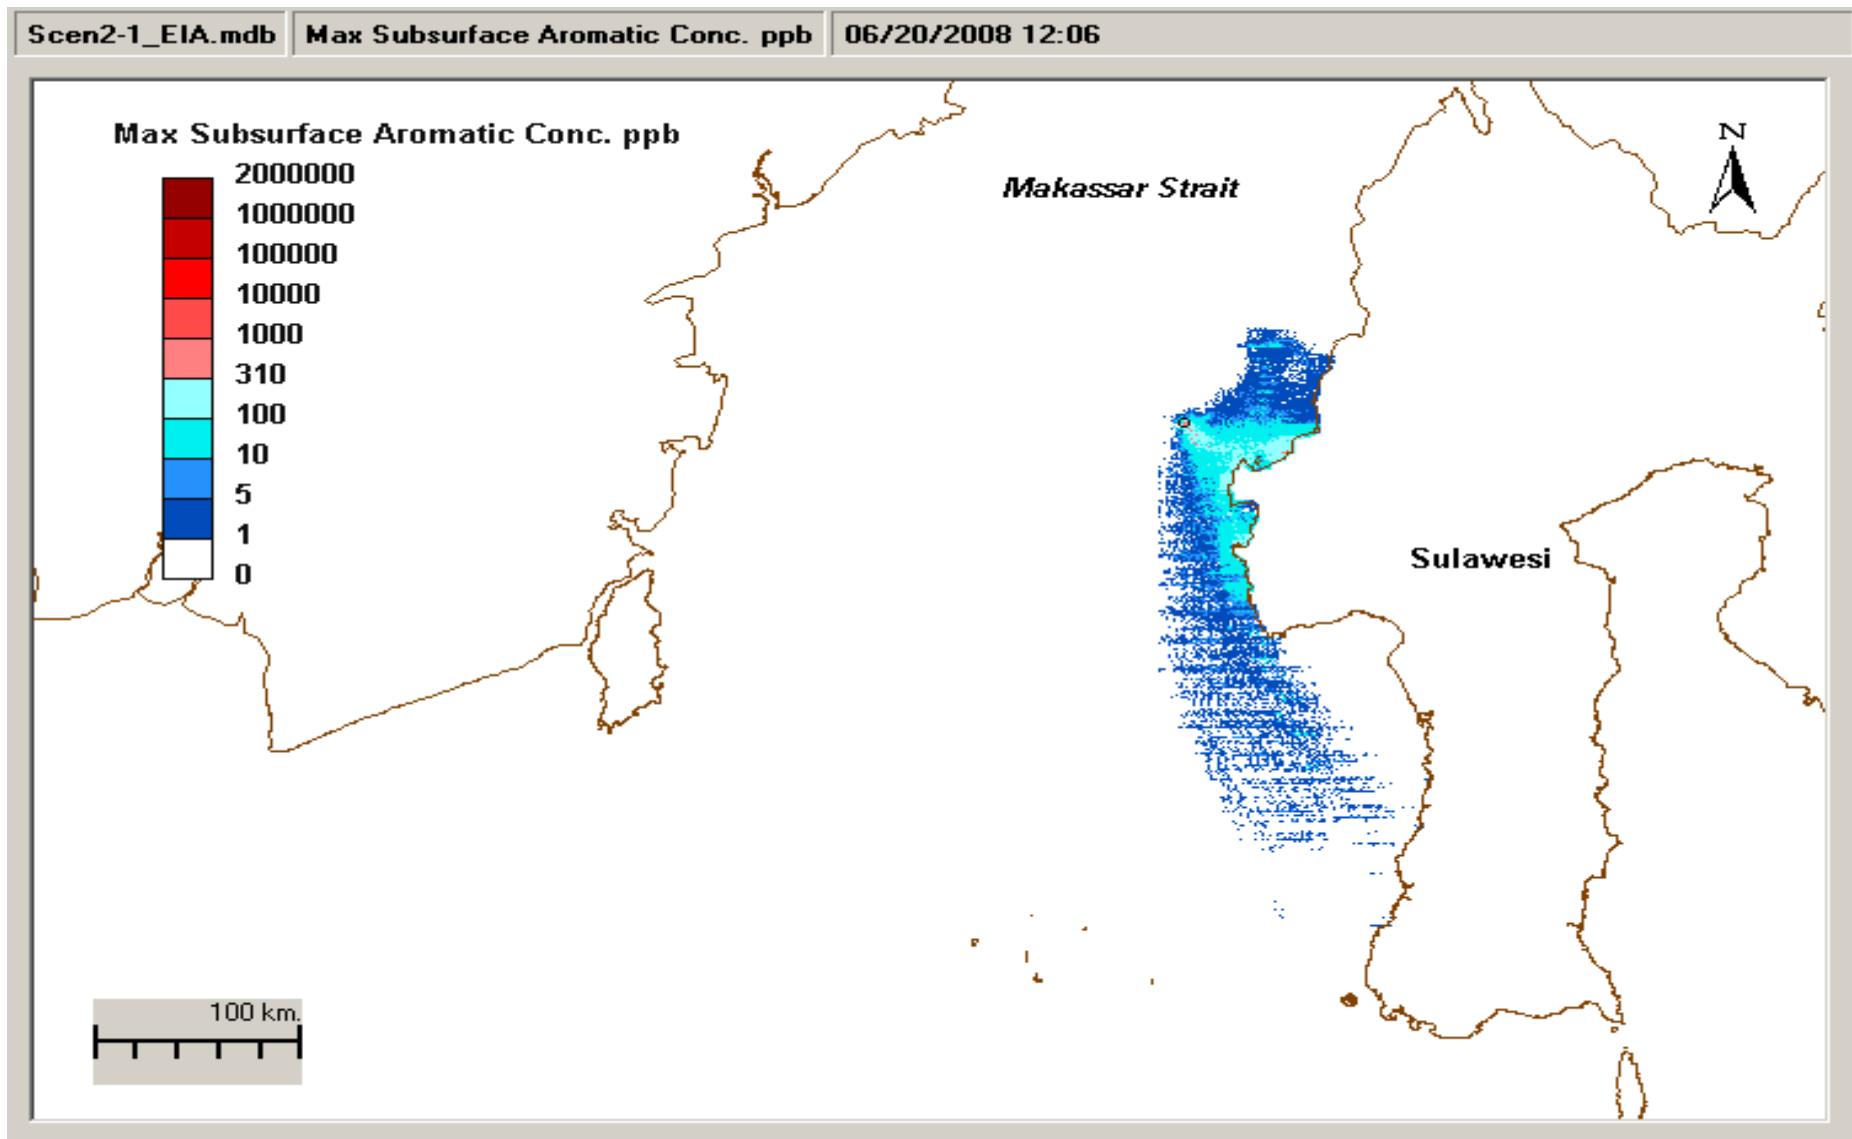 Scen2-1_EIA.mdb Max Subsurface Aromatic Conc. ppb 06/20/2008 12:06
Max Subsurface Aromatic Conc. ppb
2000000
1000000
100000
10000
1000
310
100
10
5
1
0
Makassar Strait
N
Sulawesi
100 km.